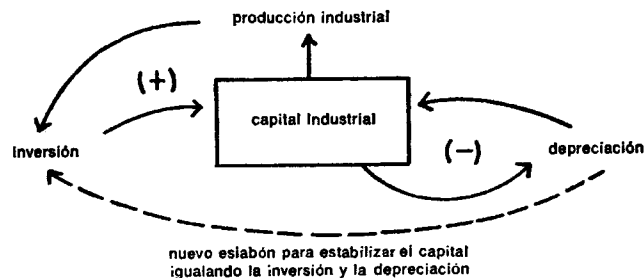 producción industrial
(+)
capital Industrial
inversión
(−)
depreciación
nuevo eslabón para estabilizar el capital
igualando la inversión y la depreciación